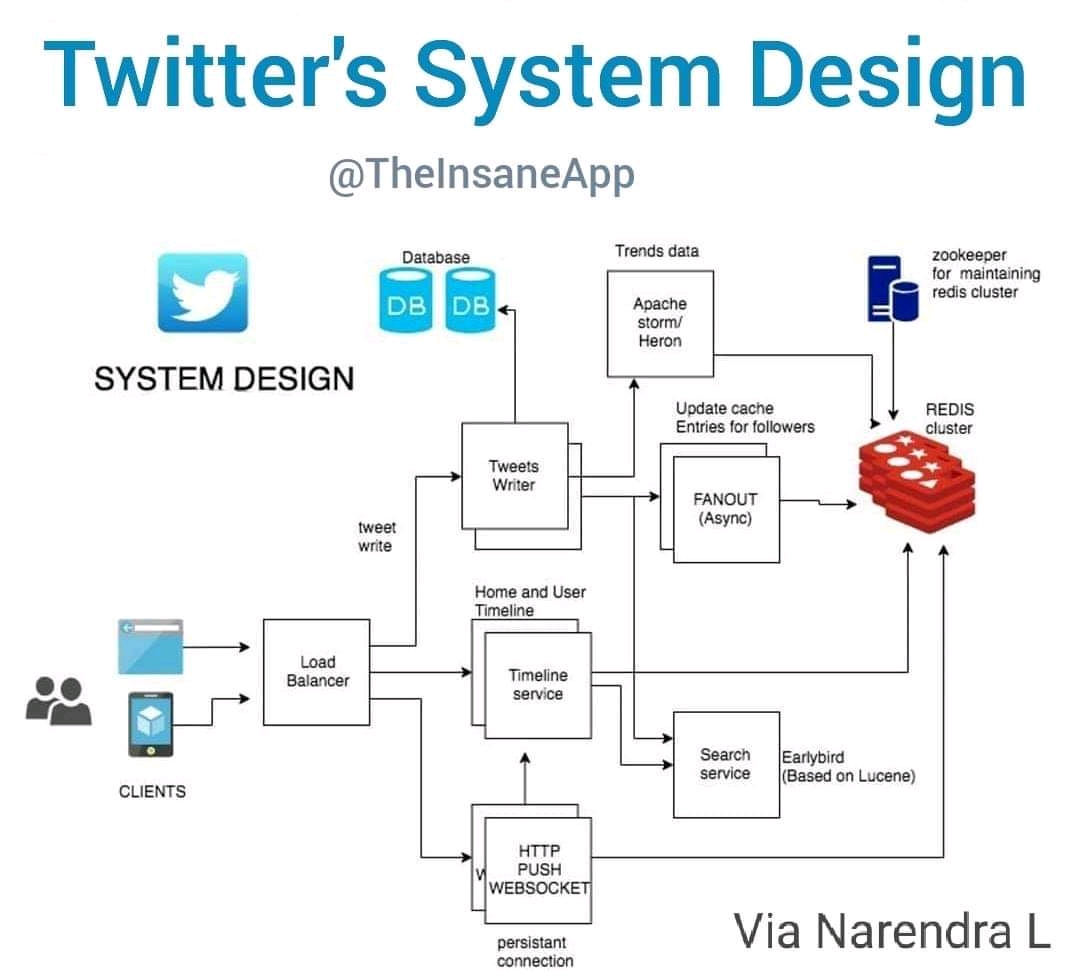 Twitter's System Design
@TheInsaneApp
SYSTEM DESIGN
Database
DB
DB
Trends data
Apache
storm/
Heron
zookeeper
for maintaining
redis cluster
Update cache
Entries for followers
REDIS
cluster
Tweets
Writer
FANOUT
(Async)
tweet
write
Home and User
Timeline
Load
Balancer
Timeline
service
CLIENTS
Search
service
Earlybird
(Based on Lucene)
W
HTTP
PUSH
WEBSOCKET
persistant
connection
Via Narendra L